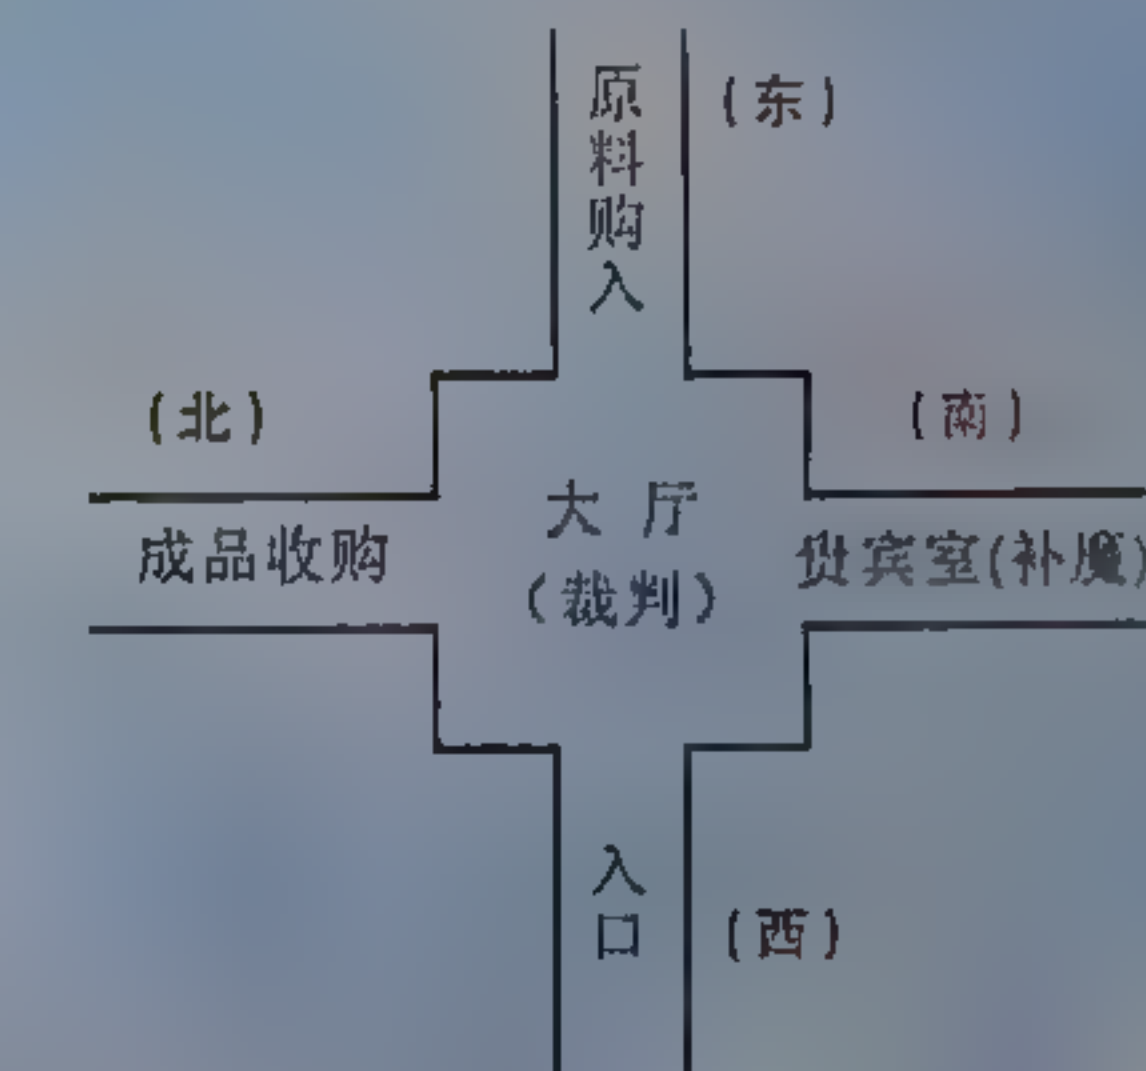 原料购入
（东）
（北）
（南）
大厅
（裁判）
成品收购
贵宾室(补魔)
入口
（西）